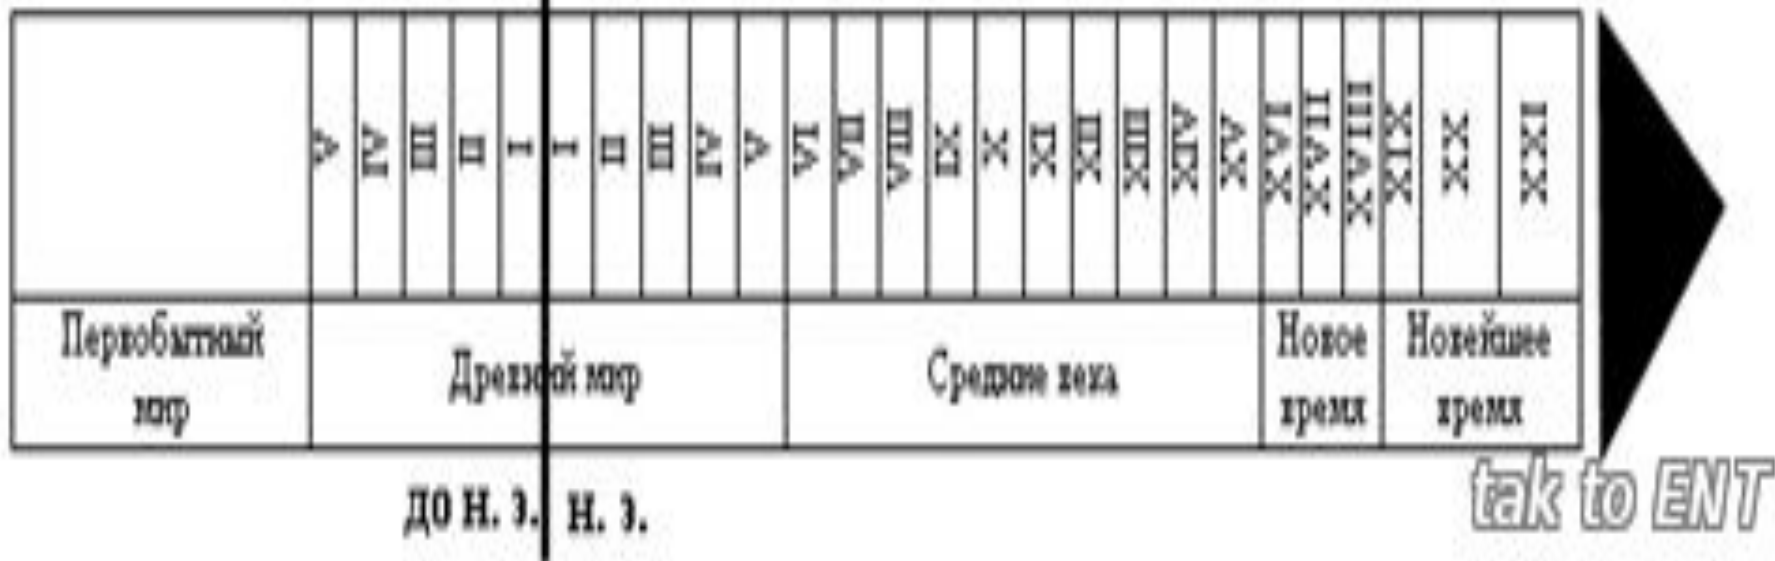 V IV III II I I II III IV V VI VII VIII IX X XI XII XIII XIV XV XVI XVII XVIII XIX XX XXI
Первобытный
мир
Древний мир
Средние века
Новое
время
Новейшее
время
до н. э. н. э.
tak to ENT